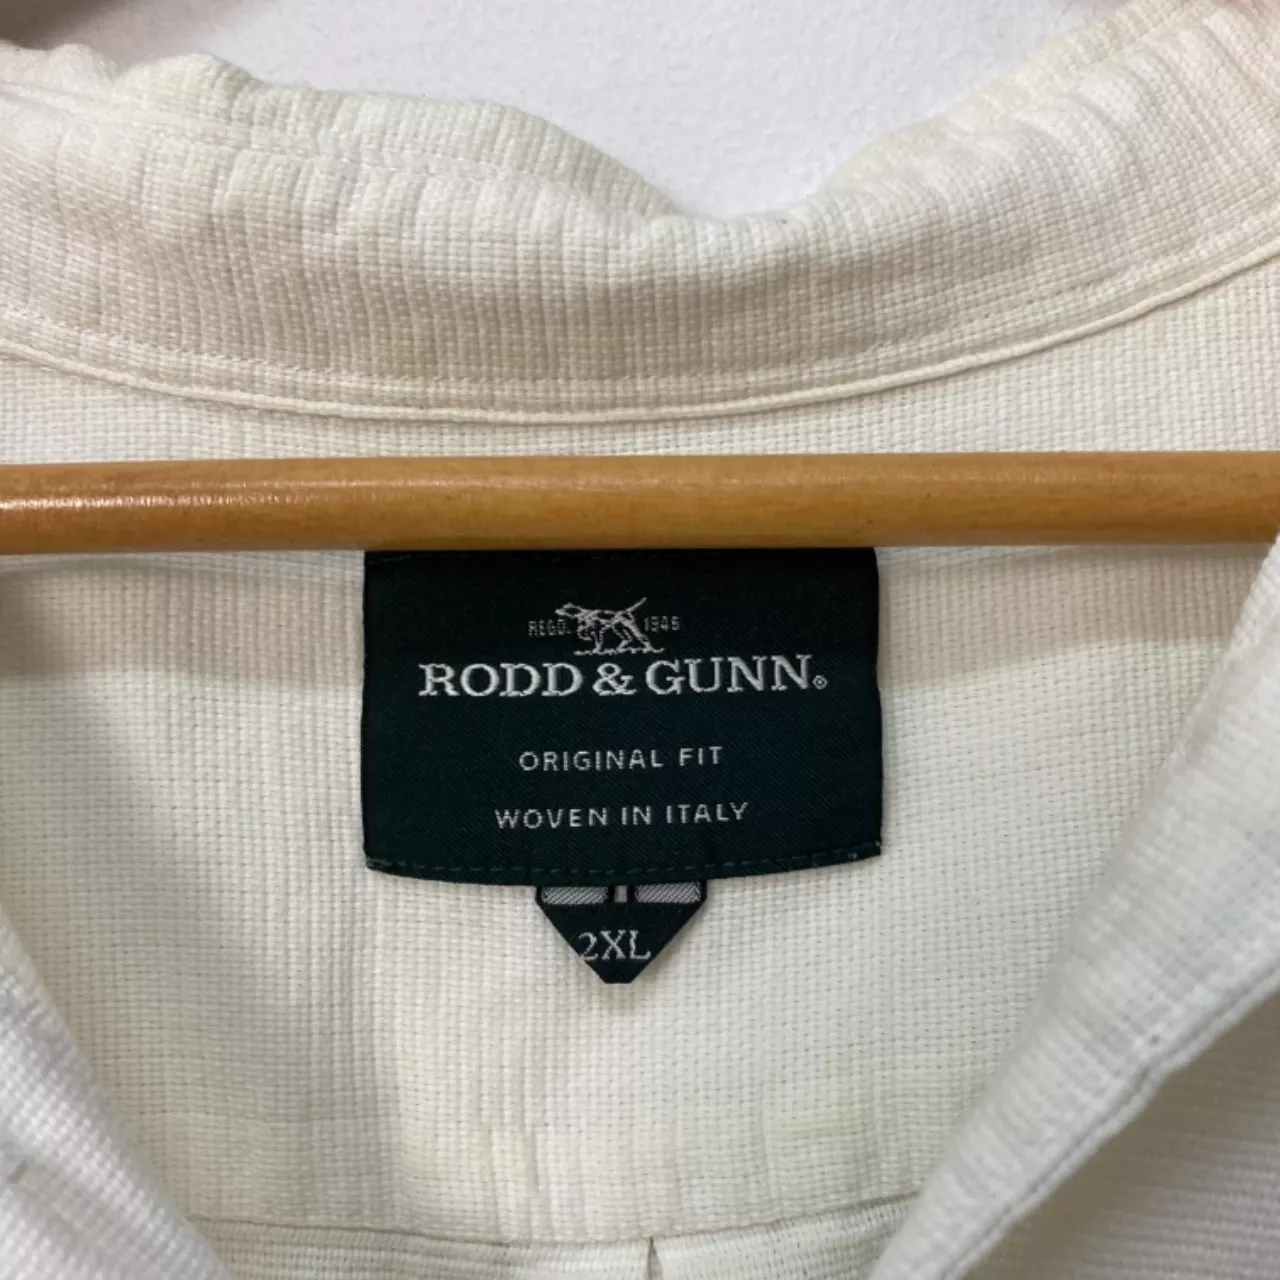 REGD. 1946
RODD & GUNN®
ORIGINAL FIT
WOVEN IN ITALY
2XL